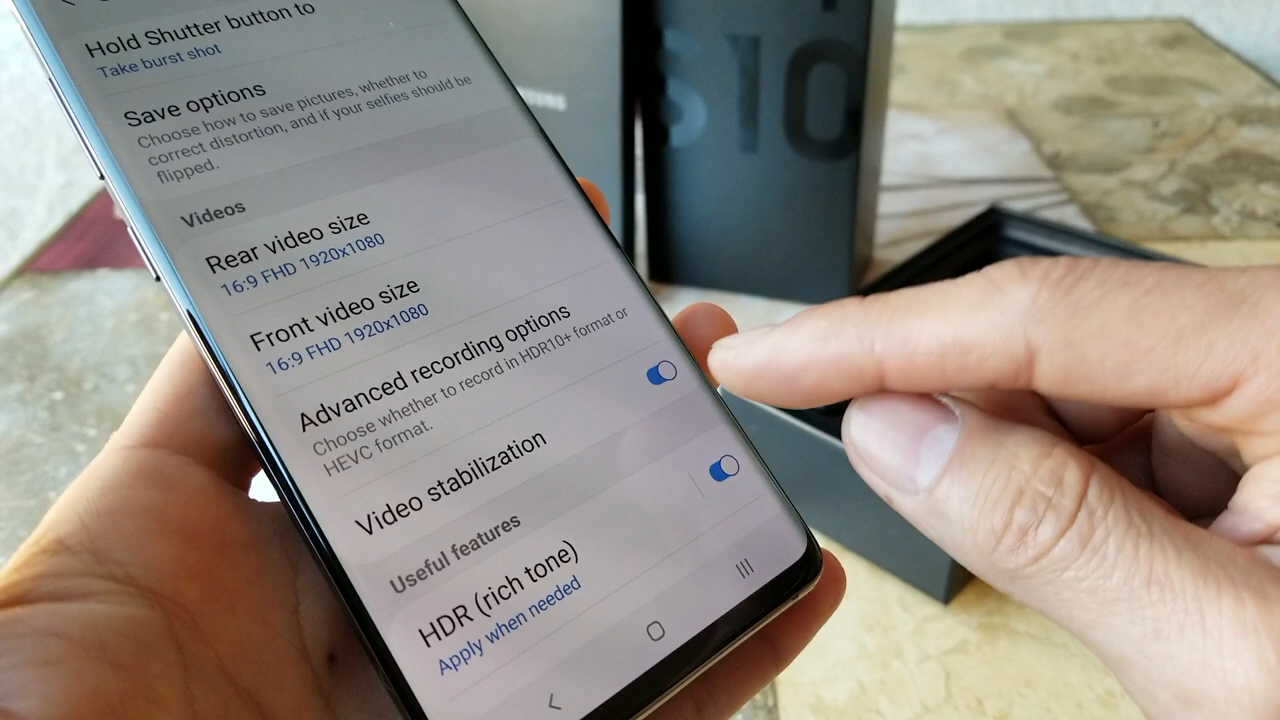 Hold Shutter button to
Take burst shot
Save options
Choose how to save pictures, whether to
correct distortion, and if your selfies should be
flipped.
Videos
Rear video size
16:9 FHD 1920x1080
Front video size
16:9 FHD 1920x1080
Advanced recording options
Choose whether to record in HDR10+ format or
HEVC format.
Video stabilization
Useful features
HDR (rich tone)
Apply when needed
S10